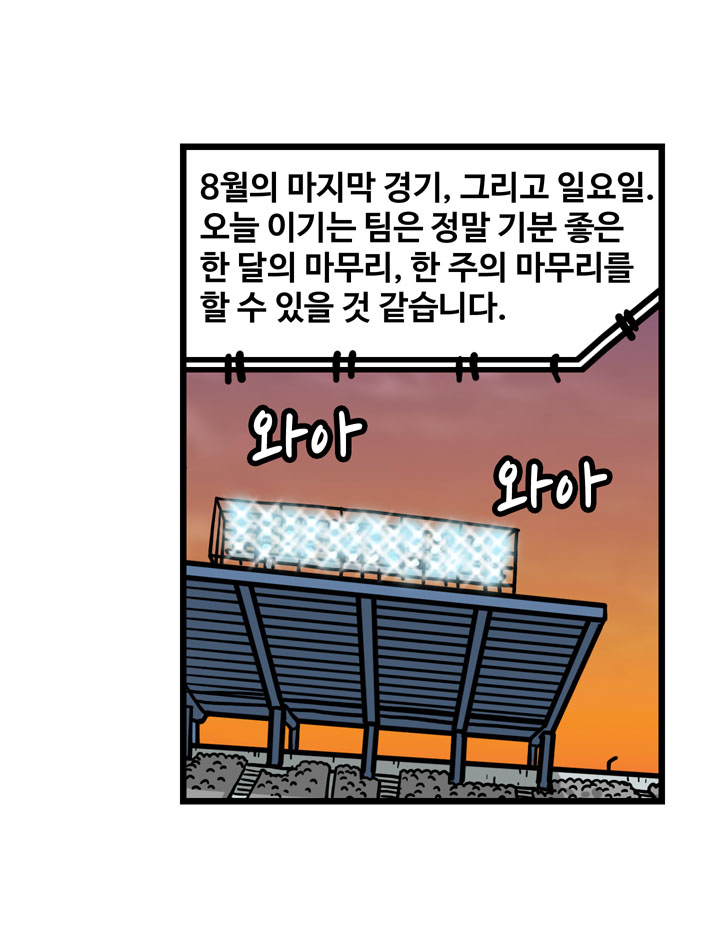 8월의 마지막 경기, 그리고 일요일.
오늘 이기는 팀은 정말 기분 좋은
한 달의 마무리, 한 주의 마무리를
할 수 있을 것 같습니다.
와아
와아